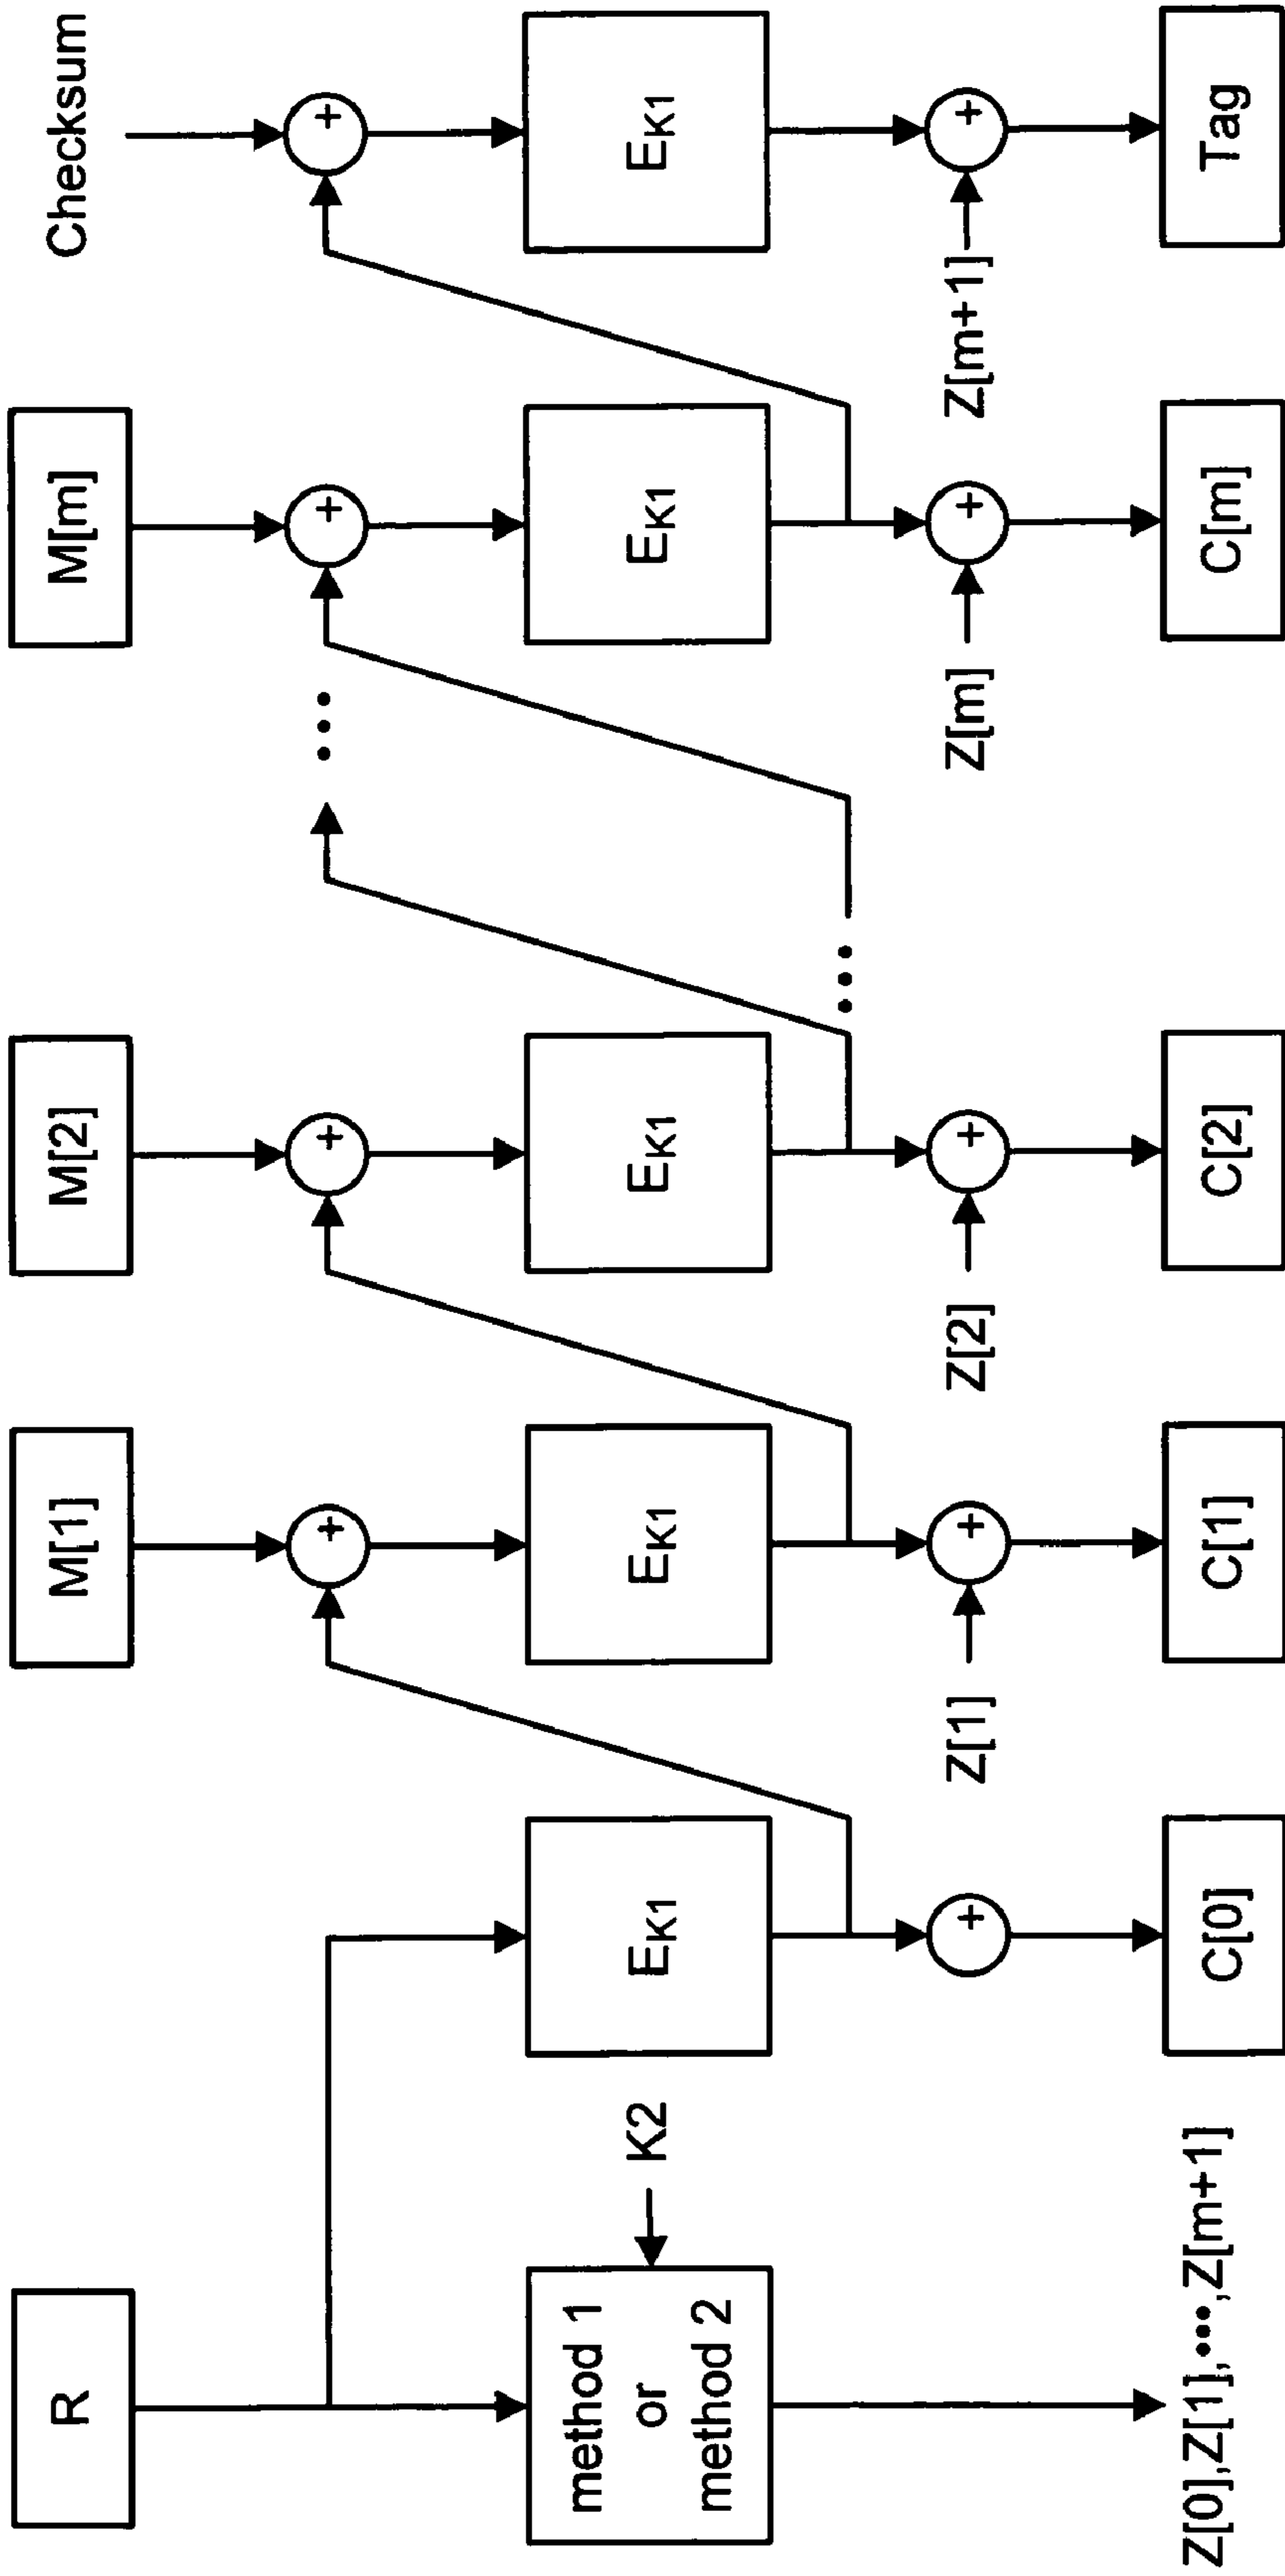 R
M[1]
M[2]
M[m]
Checksum
+
+
...
+
+
method 1
or
method 2
K2
EK1
EK1
EK1
EK1
EK1
...
Z[1]
Z[2]
Z[m]
Z[m+1]
+
+
+
+
+
Z[0],Z[1],•••,Z[m+1]
C[0]
C[1]
C[2]
C[m]
Tag